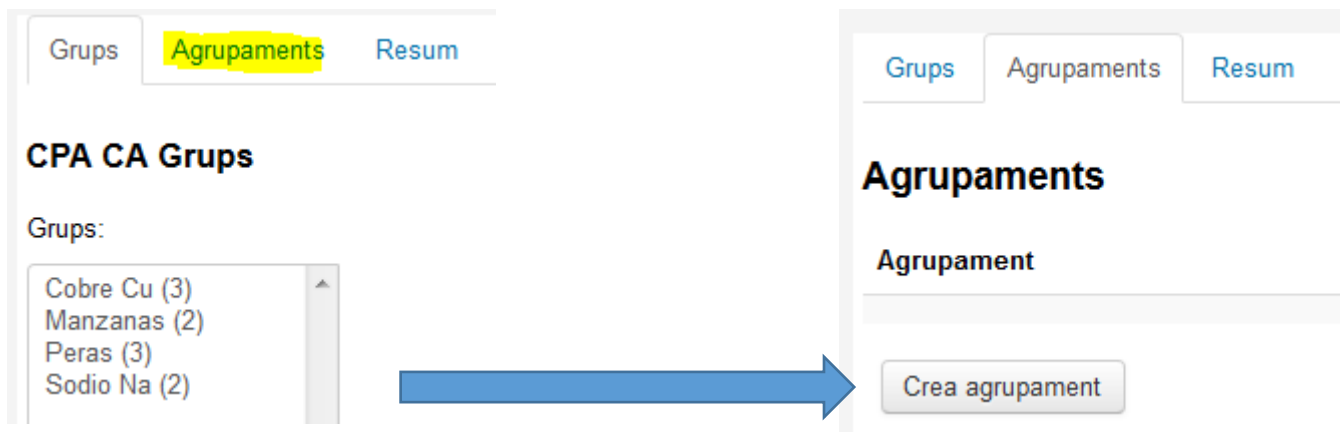 Grups Agrupaments Resum
CPA CA Grups
Grups:
Cobre Cu (3)
Manzanas (2)
Peras (3)
Sodio Na (2)
Grups Agrupaments Resum
Agrupaments
Agrupament
Crea agrupament